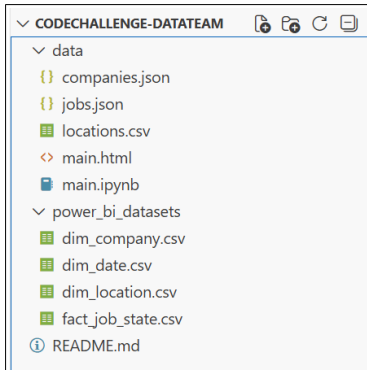 CODECHALLENGE-DATATEAM
data
{} companies.json
{} jobs.json
locations.csv
<> main.html
main.ipynb
power_bi_datasets
dim_company.csv
dim_date.csv
dim_location.csv
fact_job_state.csv
README.md